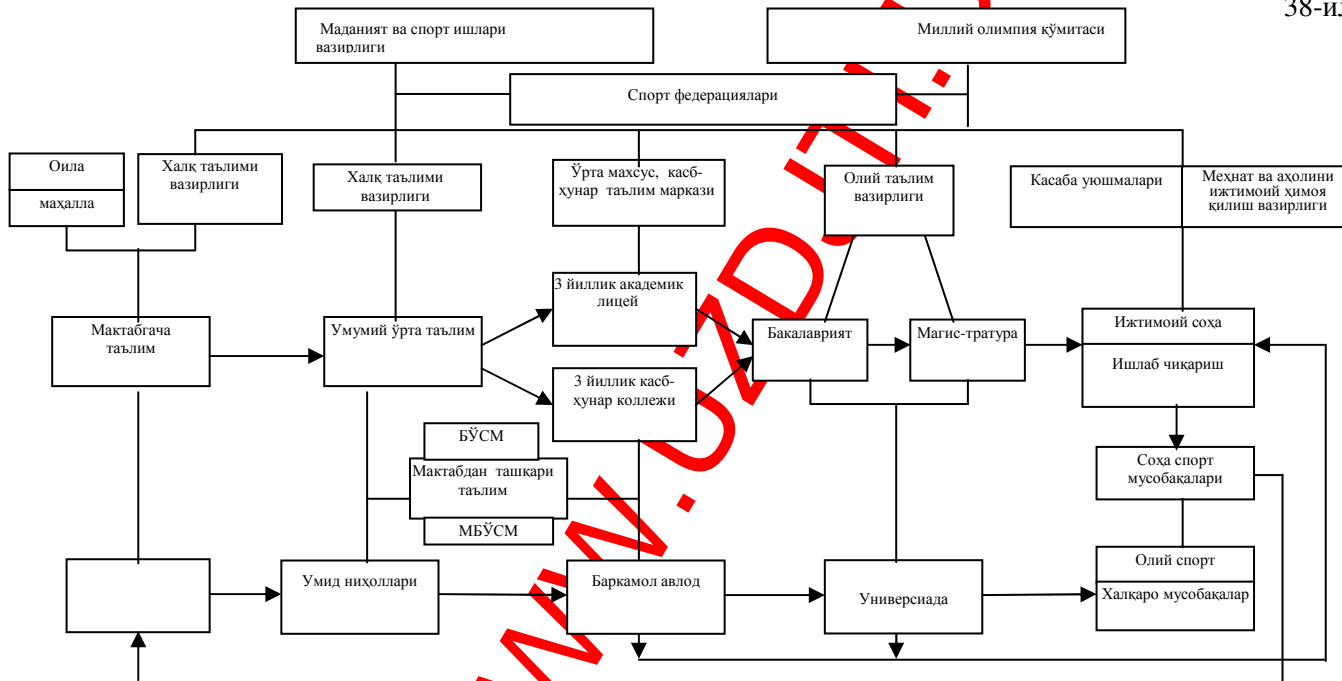 38-ил
Маданият ва спорт ишлари
вазирлиги
Миллий олимпия қўмитаси
Спорт федерациялари
Оила
маҳалла
Халқ таълими
вазирлиги
Халқ таълими
вазирлиги
Ўрта махсус, касб-
ҳунар таълим маркази
Олий таълим
вазирлиги
Касаба уюшмалари
Меҳнат ва аҳолини
ижтимоий ҳимоя
қилиш вазирлиги
3 йиллик академик
лицей
Мактабгача
таълим
Умумий ўрта таълим
Бакалаврият
Магис-тратура
Ижтимоий соҳа
Ишлаб чиқариш
3 йиллик касб-
ҳунар коллежи
БЎСМ
Мактабдан ташқари
таълим
МБЎСМ
Соҳа спорт
мусобақалари
Умид ниҳоллари
Баркамол авлод
Универсиада
Олий спорт
Халқаро мусобақалар